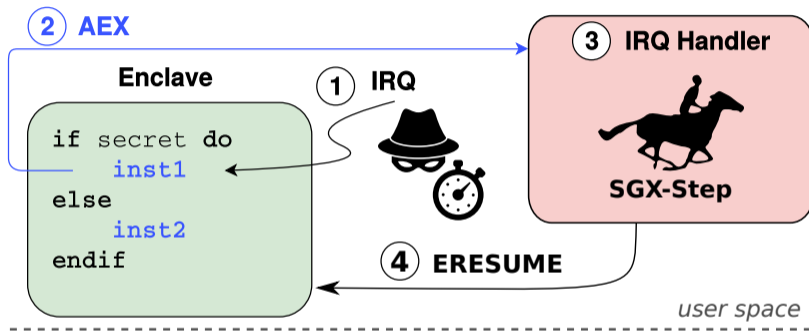 2 AEX
Enclave
1 IRQ
3 IRQ Handler
if secret do
inst1
else
inst2
endif
SGX-Step
4 ERESUME
user space